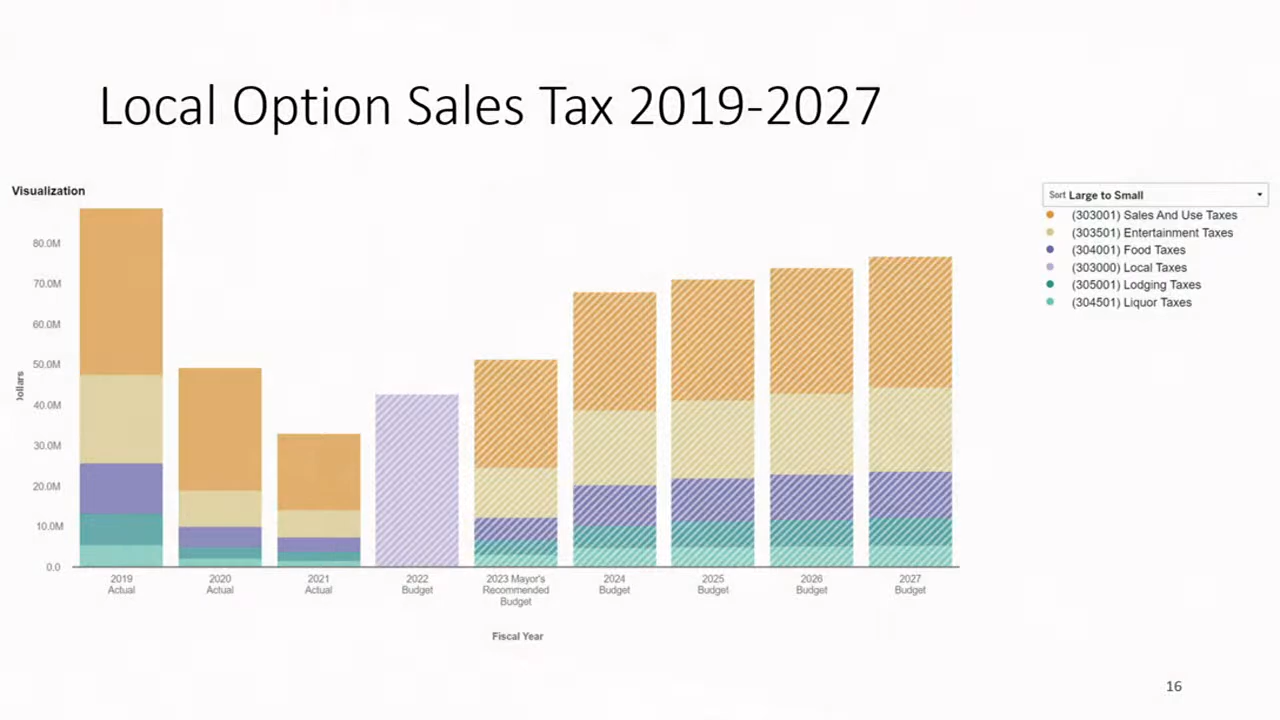 Local Option Sales Tax 2019-2027
Visualization
Sort Large to Small
(303001) Sales And Use Taxes
(303501) Entertainment Taxes
(304001) Food Taxes
(303000) Local Taxes
(305001) Lodging Taxes
(304501) Liquor Taxes
80.0M
70.0M
60.0M
50.0M
40.0M
30.0M
20.0M
10.0M
0.0
2019
Actual
2020
Actual
2021
Actual
2022
Budget
2023 Mayor's
Recommended
Budget
2024
Budget
2025
Budget
2026
Budget
2027
Budget
Fiscal Year
16